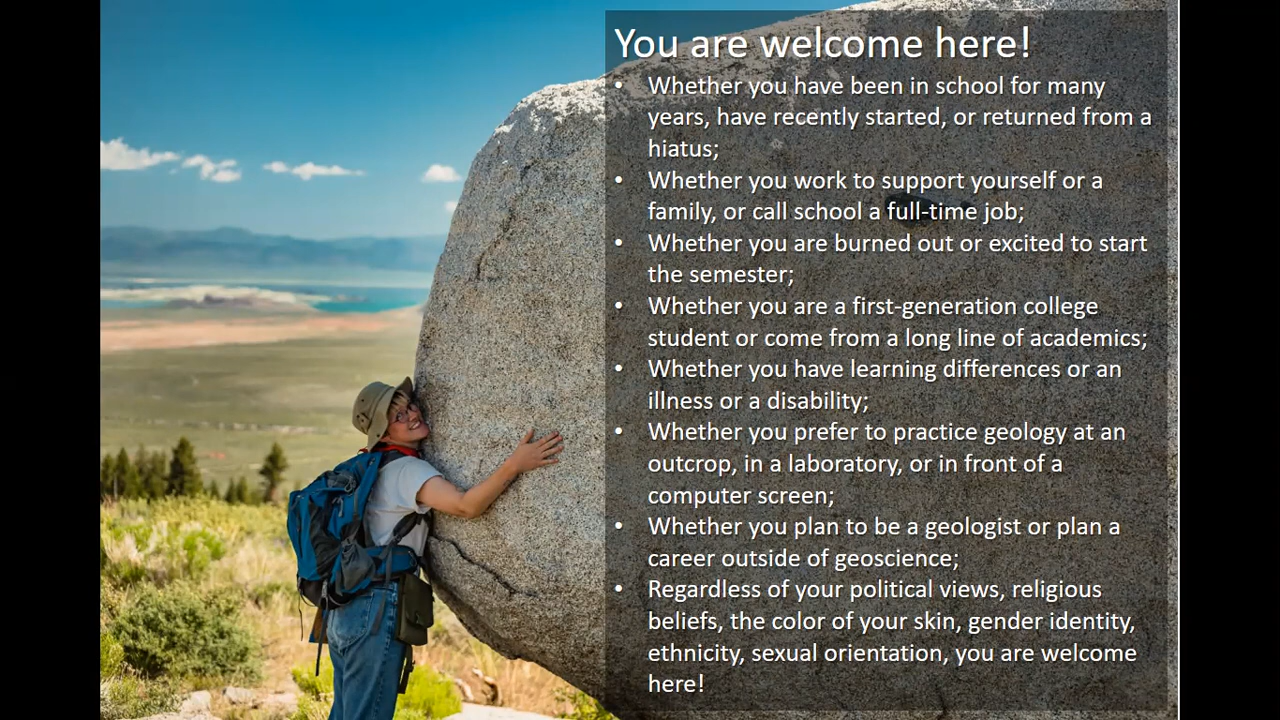 You are welcome here!
• Whether you have been in school for many
years, have recently started, or returned from a
hiatus;
• Whether you work to support yourself or a
family, or call school a full-time job;
• Whether you are burned out or excited to start
the semester;
• Whether you are a first-generation college
student or come from a long line of academics;
• Whether you have learning differences or an
illness or a disability;
• Whether you prefer to practice geology at an
outcrop, in a laboratory, or in front of a
computer screen;
• Whether you plan to be a geologist or plan a
career outside of geoscience;
• Regardless of your political views, religious
beliefs, the color of your skin, gender identity,
ethnicity, sexual orientation, you are welcome
here!